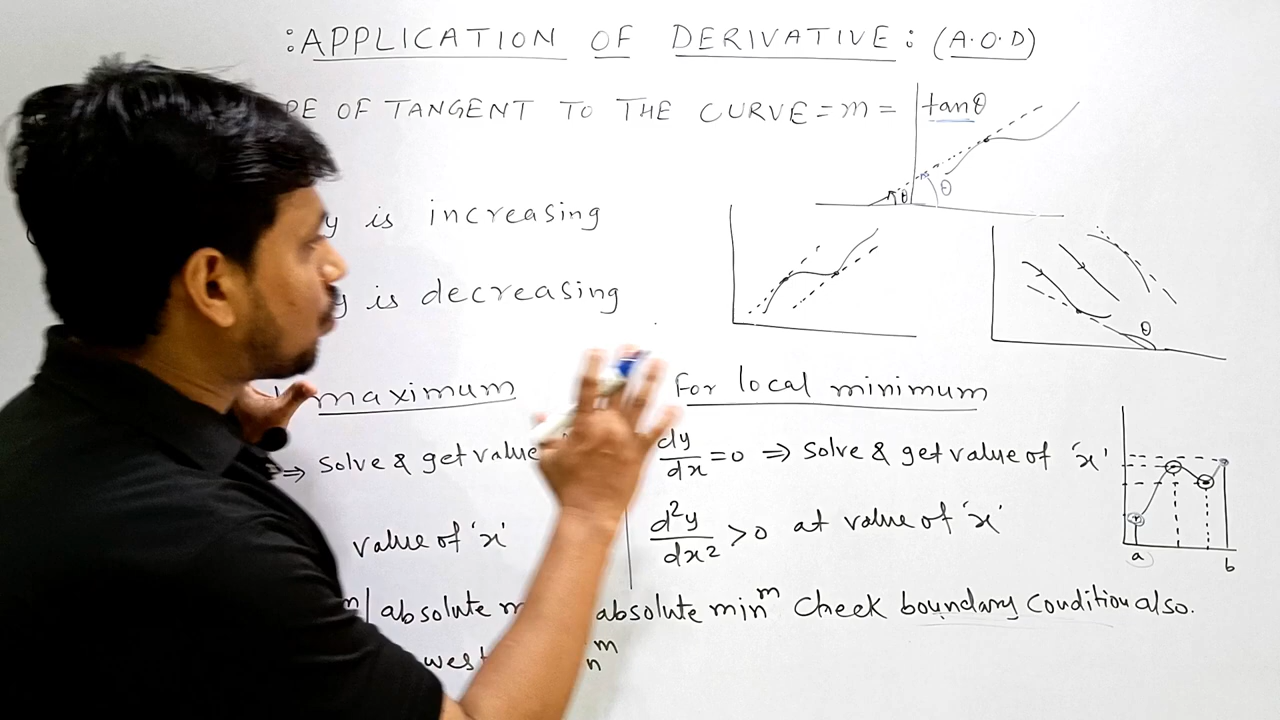 :APPLICATION OF DERIVATIVE: (A.O.D)
OF TANGENT TO THE CURVE = m = tanθ
θ θ
y is increasing
y is decreasing
θ
maximum
For local minimum
⇒ Solve & get value
dy/dx = 0 ⇒ Solve & get value of 'x'
value of 'x'
d²y/dx² > 0 at value of 'x'
a b
absolute absolute minᵐ Check boundary Condition also.